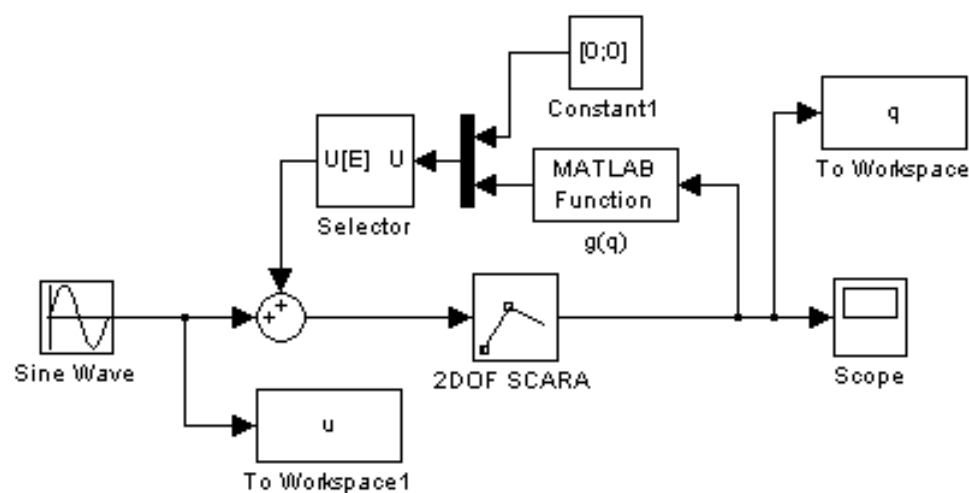 [0;0]
Constant1
q
To Workspace
U[E] U
Selector
MATLAB
Function
g(q)
Sine Wave
2DOF SCARA
Scope
u
To Workspace1